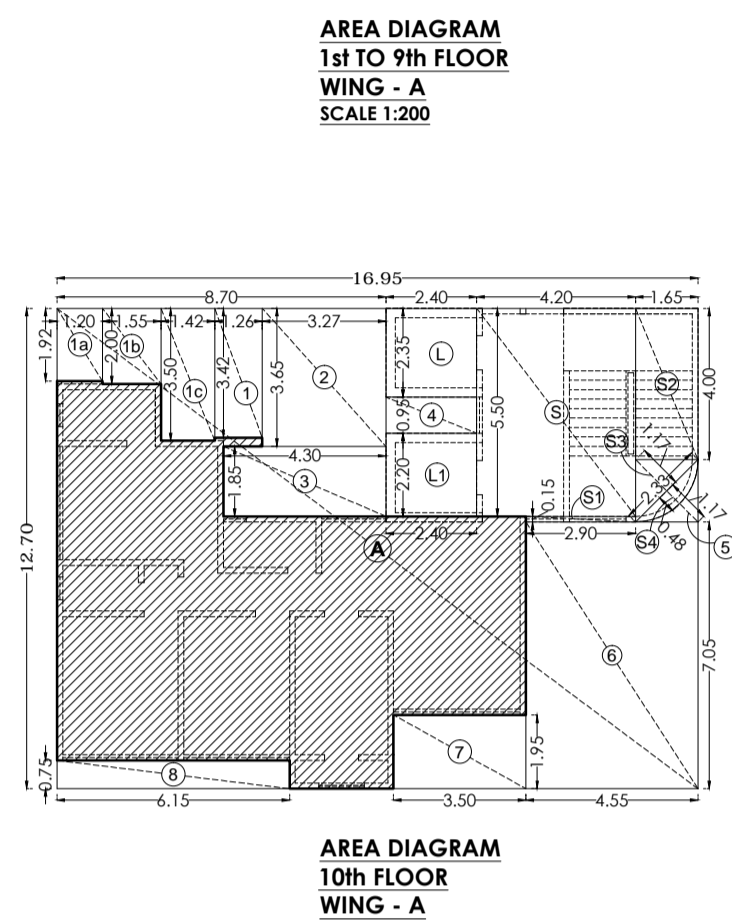 AREA DIAGRAM
1st TO 9th FLOOR
WING - A
SCALE 1:200
16.95
8.70 2.40 4.20 1.65
1.20 1.55 1.42 1.26 3.27
1.92 1a 2.00 1b 3.50 1c 3.42 1 3.65 2
2.35 L 5.50 S S2 4.00
0.95 4
4.30 S3 1.17
1.85 3 2.20 L1 0.15 S1 2.33 1.17
2.40 2.90 S4 0.48 5
12.70 A
6 7.05
7 1.95
0.75 8
6.15 3.50 4.55
AREA DIAGRAM
10th FLOOR
WING - A